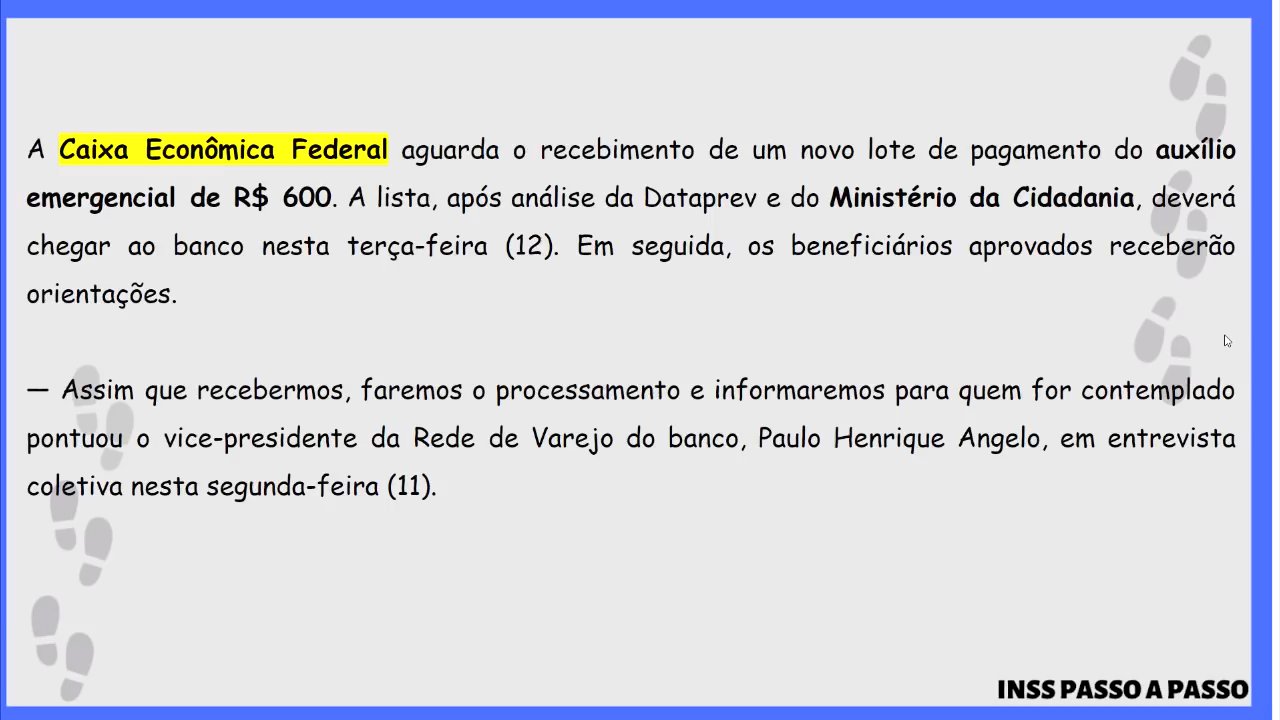 A Caixa Econômica Federal aguarda o recebimento de um novo lote de pagamento do auxílio
emergencial de R$ 600. A lista, após análise da Dataprev e do Ministério da Cidadania, deverá
chegar ao banco nesta terça-feira (12). Em seguida, os beneficiários aprovados receberão
orientações.
— Assim que recebermos, faremos o processamento e informaremos para quem for contemplado
pontuou o vice-presidente da Rede de Varejo do banco, Paulo Henrique Angelo, em entrevista
coletiva nesta segunda-feira (11).
INSS PASSO A PASSO